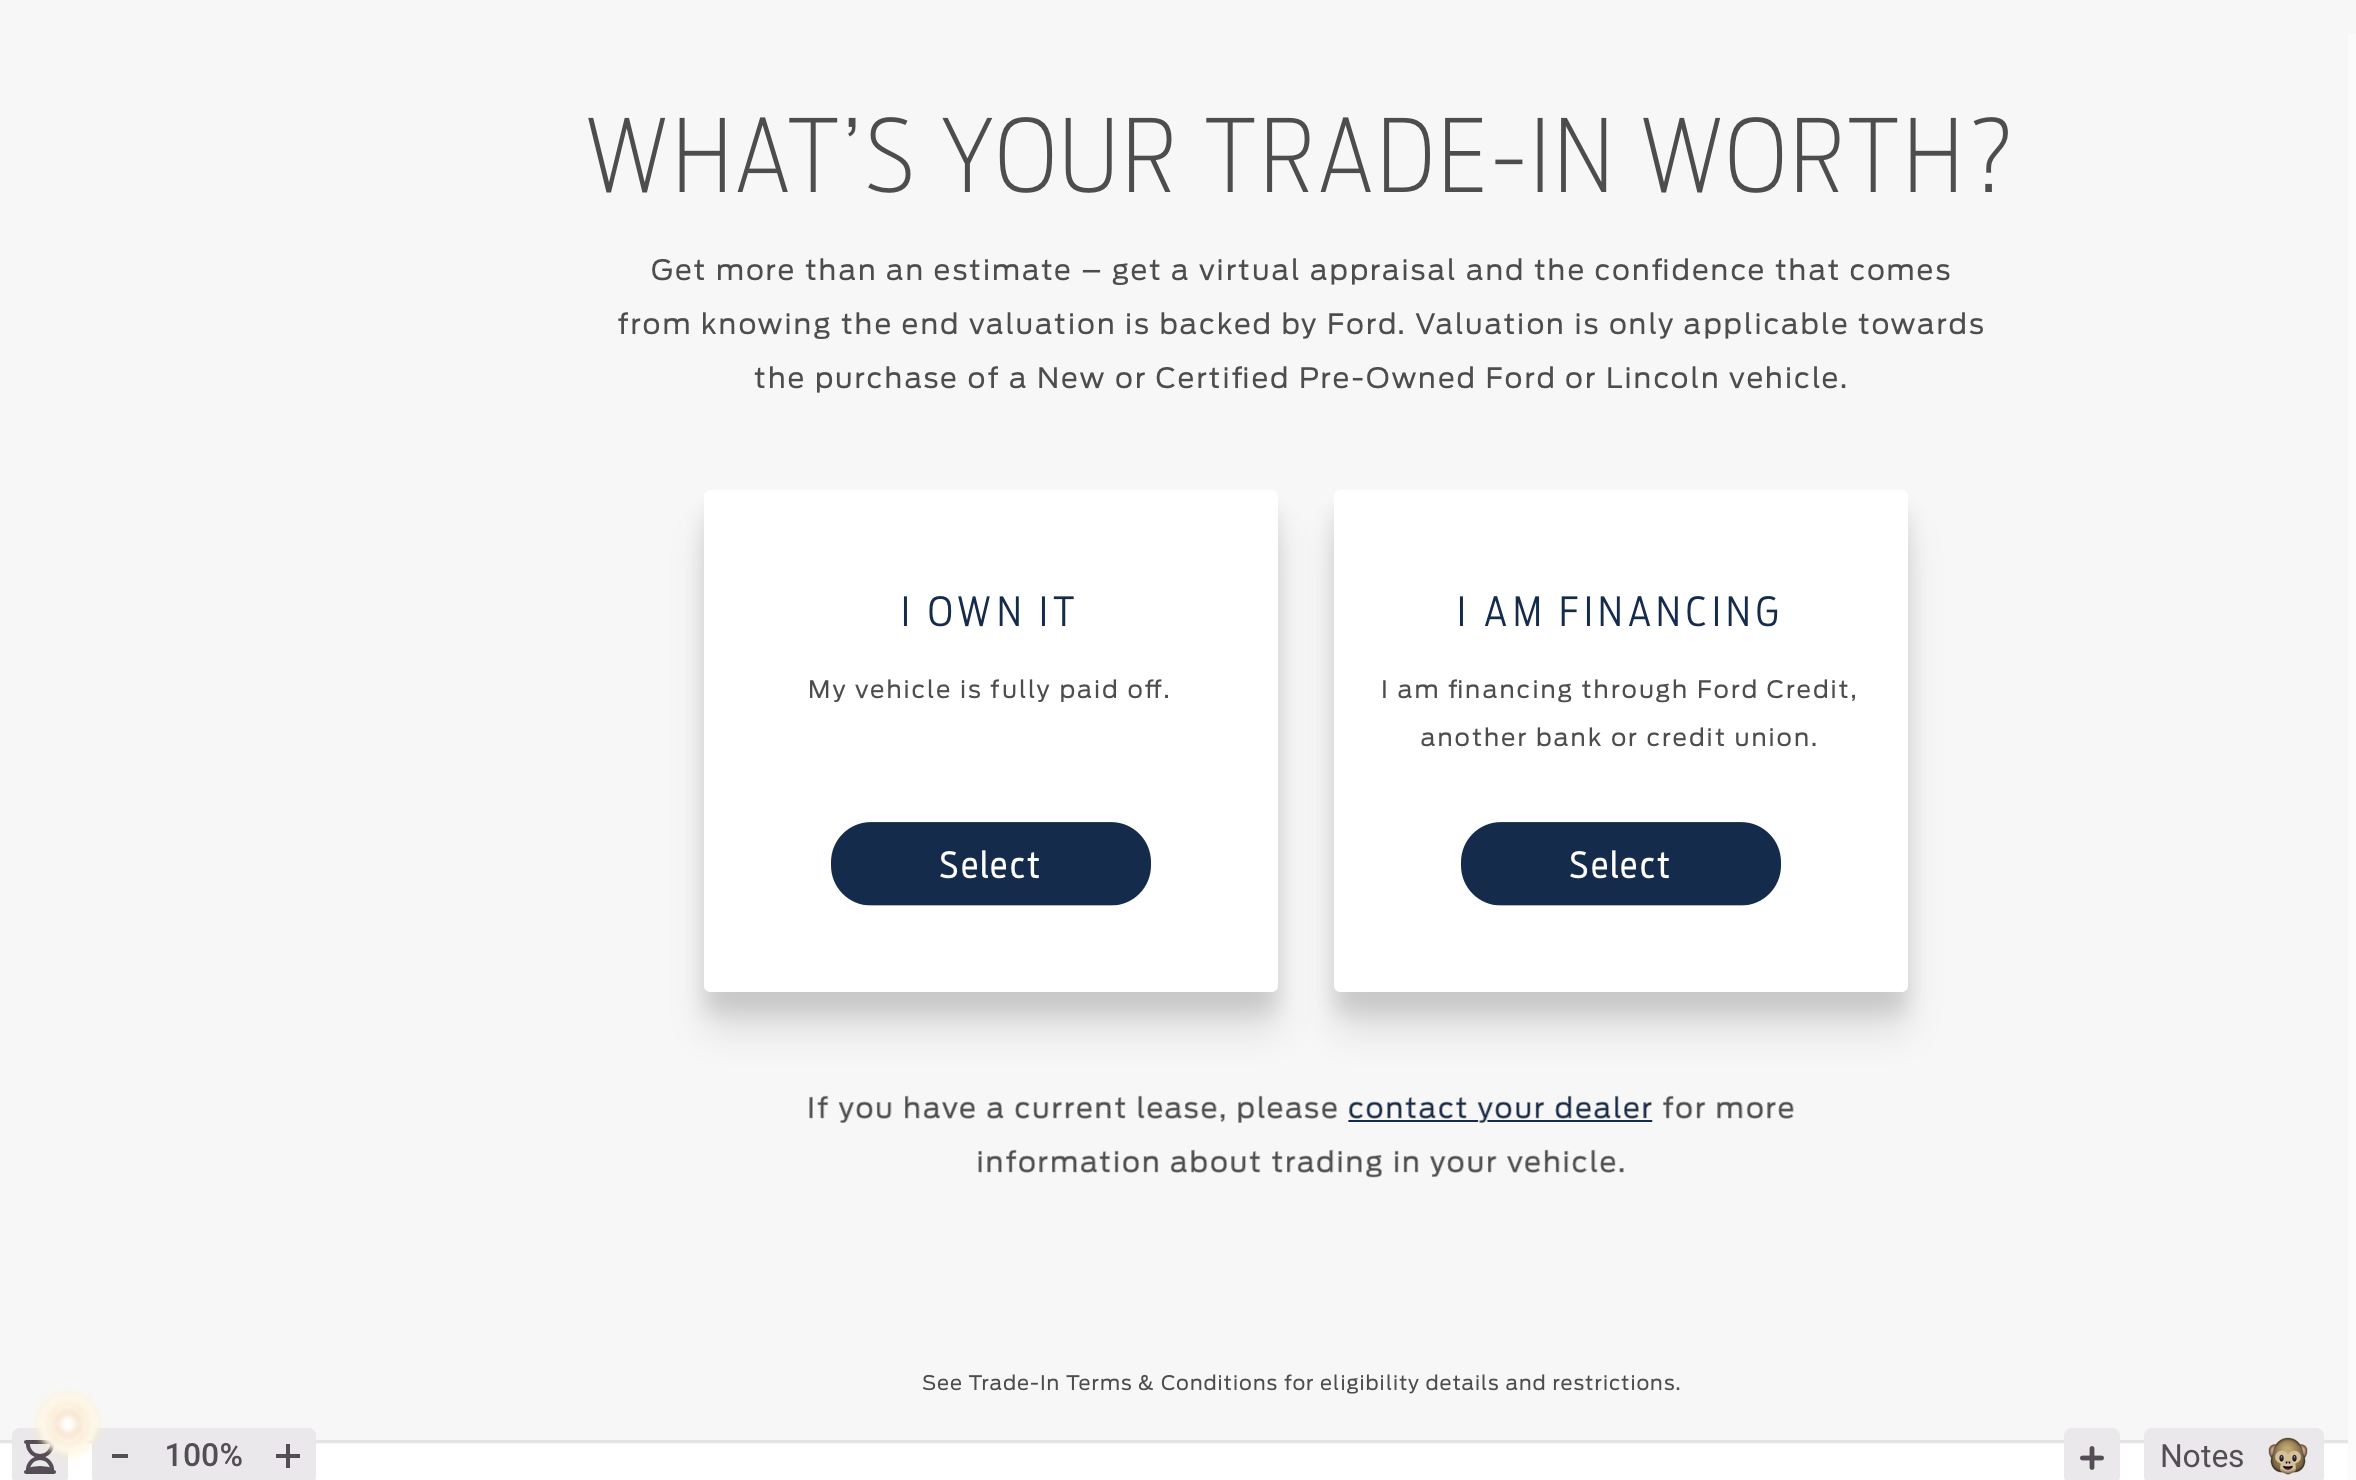 WHAT’S YOUR TRADE-IN WORTH?
Get more than an estimate – get a virtual appraisal and the confidence that comes
from knowing the end valuation is backed by Ford. Valuation is only applicable towards
the purchase of a New or Certified Pre-Owned Ford or Lincoln vehicle.
I OWN IT
My vehicle is fully paid off.
Select
I AM FINANCING
I am financing through Ford Credit,
another bank or credit union.
Select
If you have a current lease, please contact your dealer for more
information about trading in your vehicle.
See Trade-In Terms & Conditions for eligibility details and restrictions.
- 100% +
+ Notes